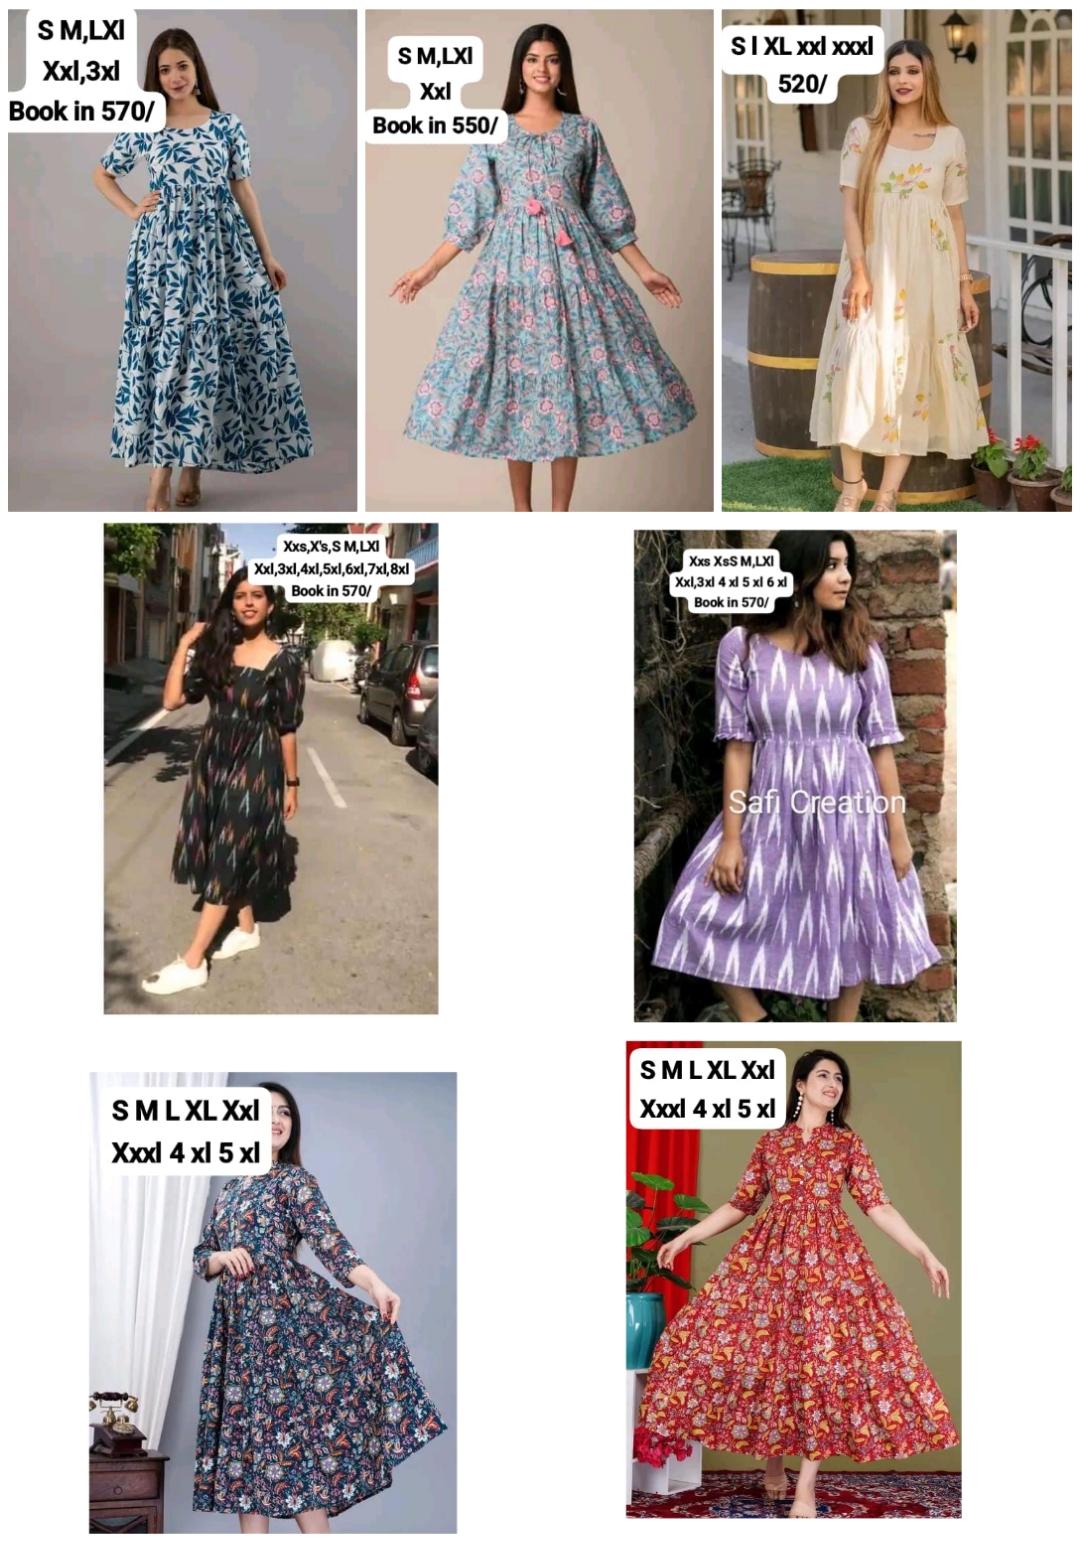 S M,LXl
Xxl,3xl
Book in 570/
S M,LXl
Xxl
Book in 550/
S l XL xxl xxxl
520/
Xxs,X's,S M,LXl
Xxl,3xl,4xl,5xl,6xl,7xl,8xl
Book in 570/
Xxs XsS M,LXl
Xxl,3xl 4 xl 5 xl 6 xl
Book in 570/
Safi Creation
S M L XL Xxl
Xxxl 4 xl 5 xl
S M L XL Xxl
Xxxl 4 xl 5 xl